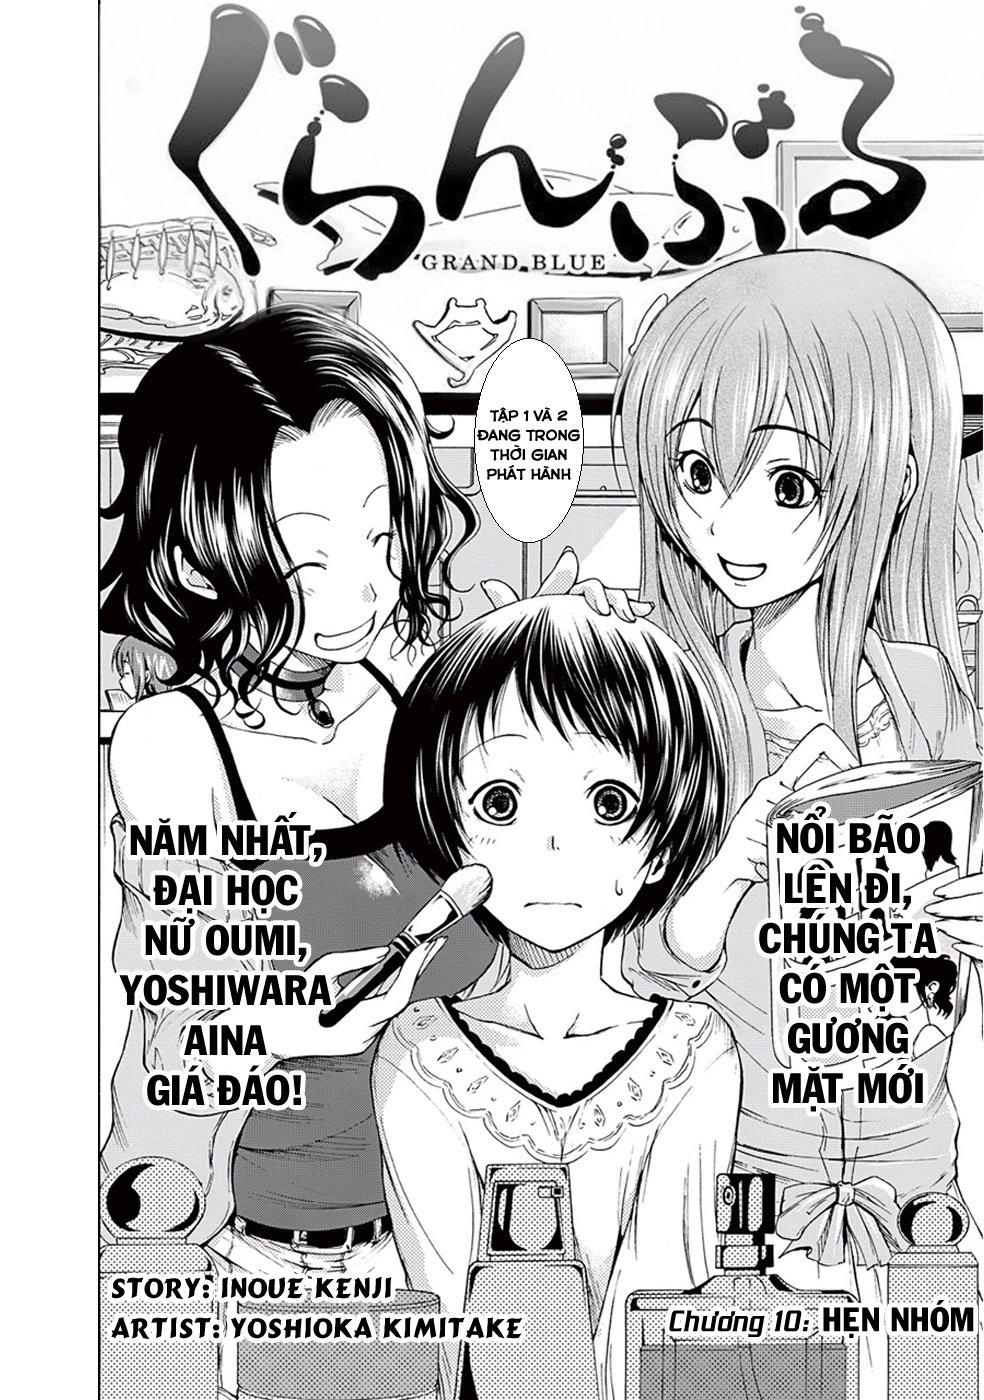 ぐらんぶる
GRAND BLUE
TẬP 1 VÀ 2
ĐANG TRONG
THỜI GIAN
PHÁT HÀNH
NĂM NHẤT,
ĐẠI HỌC
NỮ OUMI,
YOSHIWARA
AINA
GIÁ ĐÁO!
NỔI BÃO
LÊN ĐI,
CHÚNG TA
CÓ MỘT
GƯƠNG
MẶT MỚI
STORY: INOUE KENJI
ARTIST: YOSHIOKA KIMITAKE
Chương 10: HẸN NHÓM